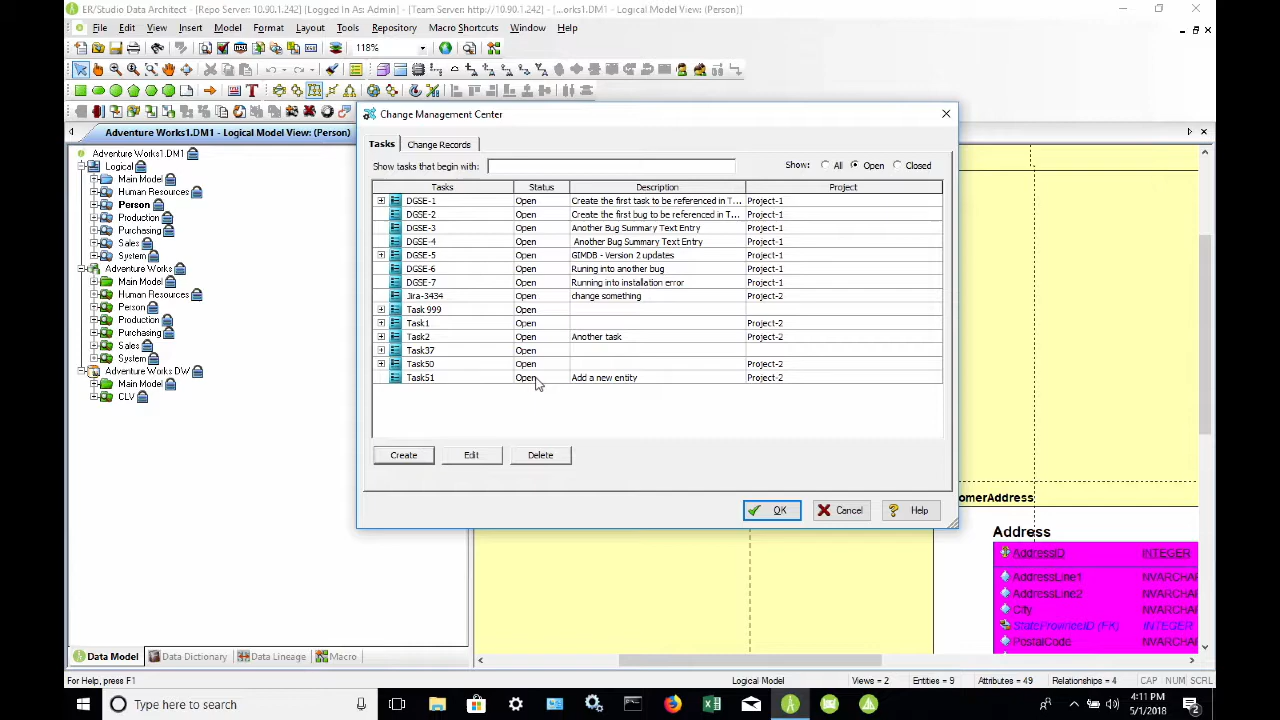 ER/Studio Data Architect - [Repo Server: 10.90.1.242] [Logged In As: Admin] - [Team Server: http://10.90.1.242] - [...orks1.DM1 - Logical Model View: (Person)]
File Edit View Insert Model Format Layout Tools Repository Macro Shortcuts Window Help
118%
Adventure Works1.DM1 - Logical Model View: (Person)
Adventure Works1.DM1
Logical
Main Model
Human Resources
Person
Production
Purchasing
Sales
System
Adventure Works
Main Model
Human Resources
Person
Production
Purchasing
Sales
System
Adventure Works DW
Main Model
CLV
Data Model Data Dictionary Data Lineage Macro
Change Management Center
Tasks Change Records
Show tasks that begin with: Show: All Open Closed
Tasks Status Description Project
DGSE-1 Open Create the first task to be referenced in T... Project-1
DGSE-2 Open Create the first bug to be referenced in T... Project-1
DGSE-3 Open Another Bug Summary Text Entry Project-1
DGSE-4 Open Another Bug Summary Text Entry Project-1
DGSE-5 Open GIMDB - Version 2 updates Project-1
DGSE-6 Open Runing into another bug Project-1
DGSE-7 Open Running into installation error Project-1
Jira-3434 Open change something Project-2
Task 999 Open
Task1 Open Project-2
Task2 Open Another task Project-2
Task37 Open
Task50 Open Project-2
Task51 Open Add a new entity Project-2
Create Edit Delete
OK Cancel Help
omerAddress
Address
AddressID INTEGER
AddressLine1 NVARCHAR
AddressLine2 NVARCHAR
City NVARCHAR
StateProvinceID (FK) INTEGER
PostalCode NVARCHAR
For Help, press F1 Logical Model Views = 2 Entities = 9 Attributes = 49 Relationships = 4 CAP NUM SCRL
Type here to search
4:11 PM
5/1/2018
2